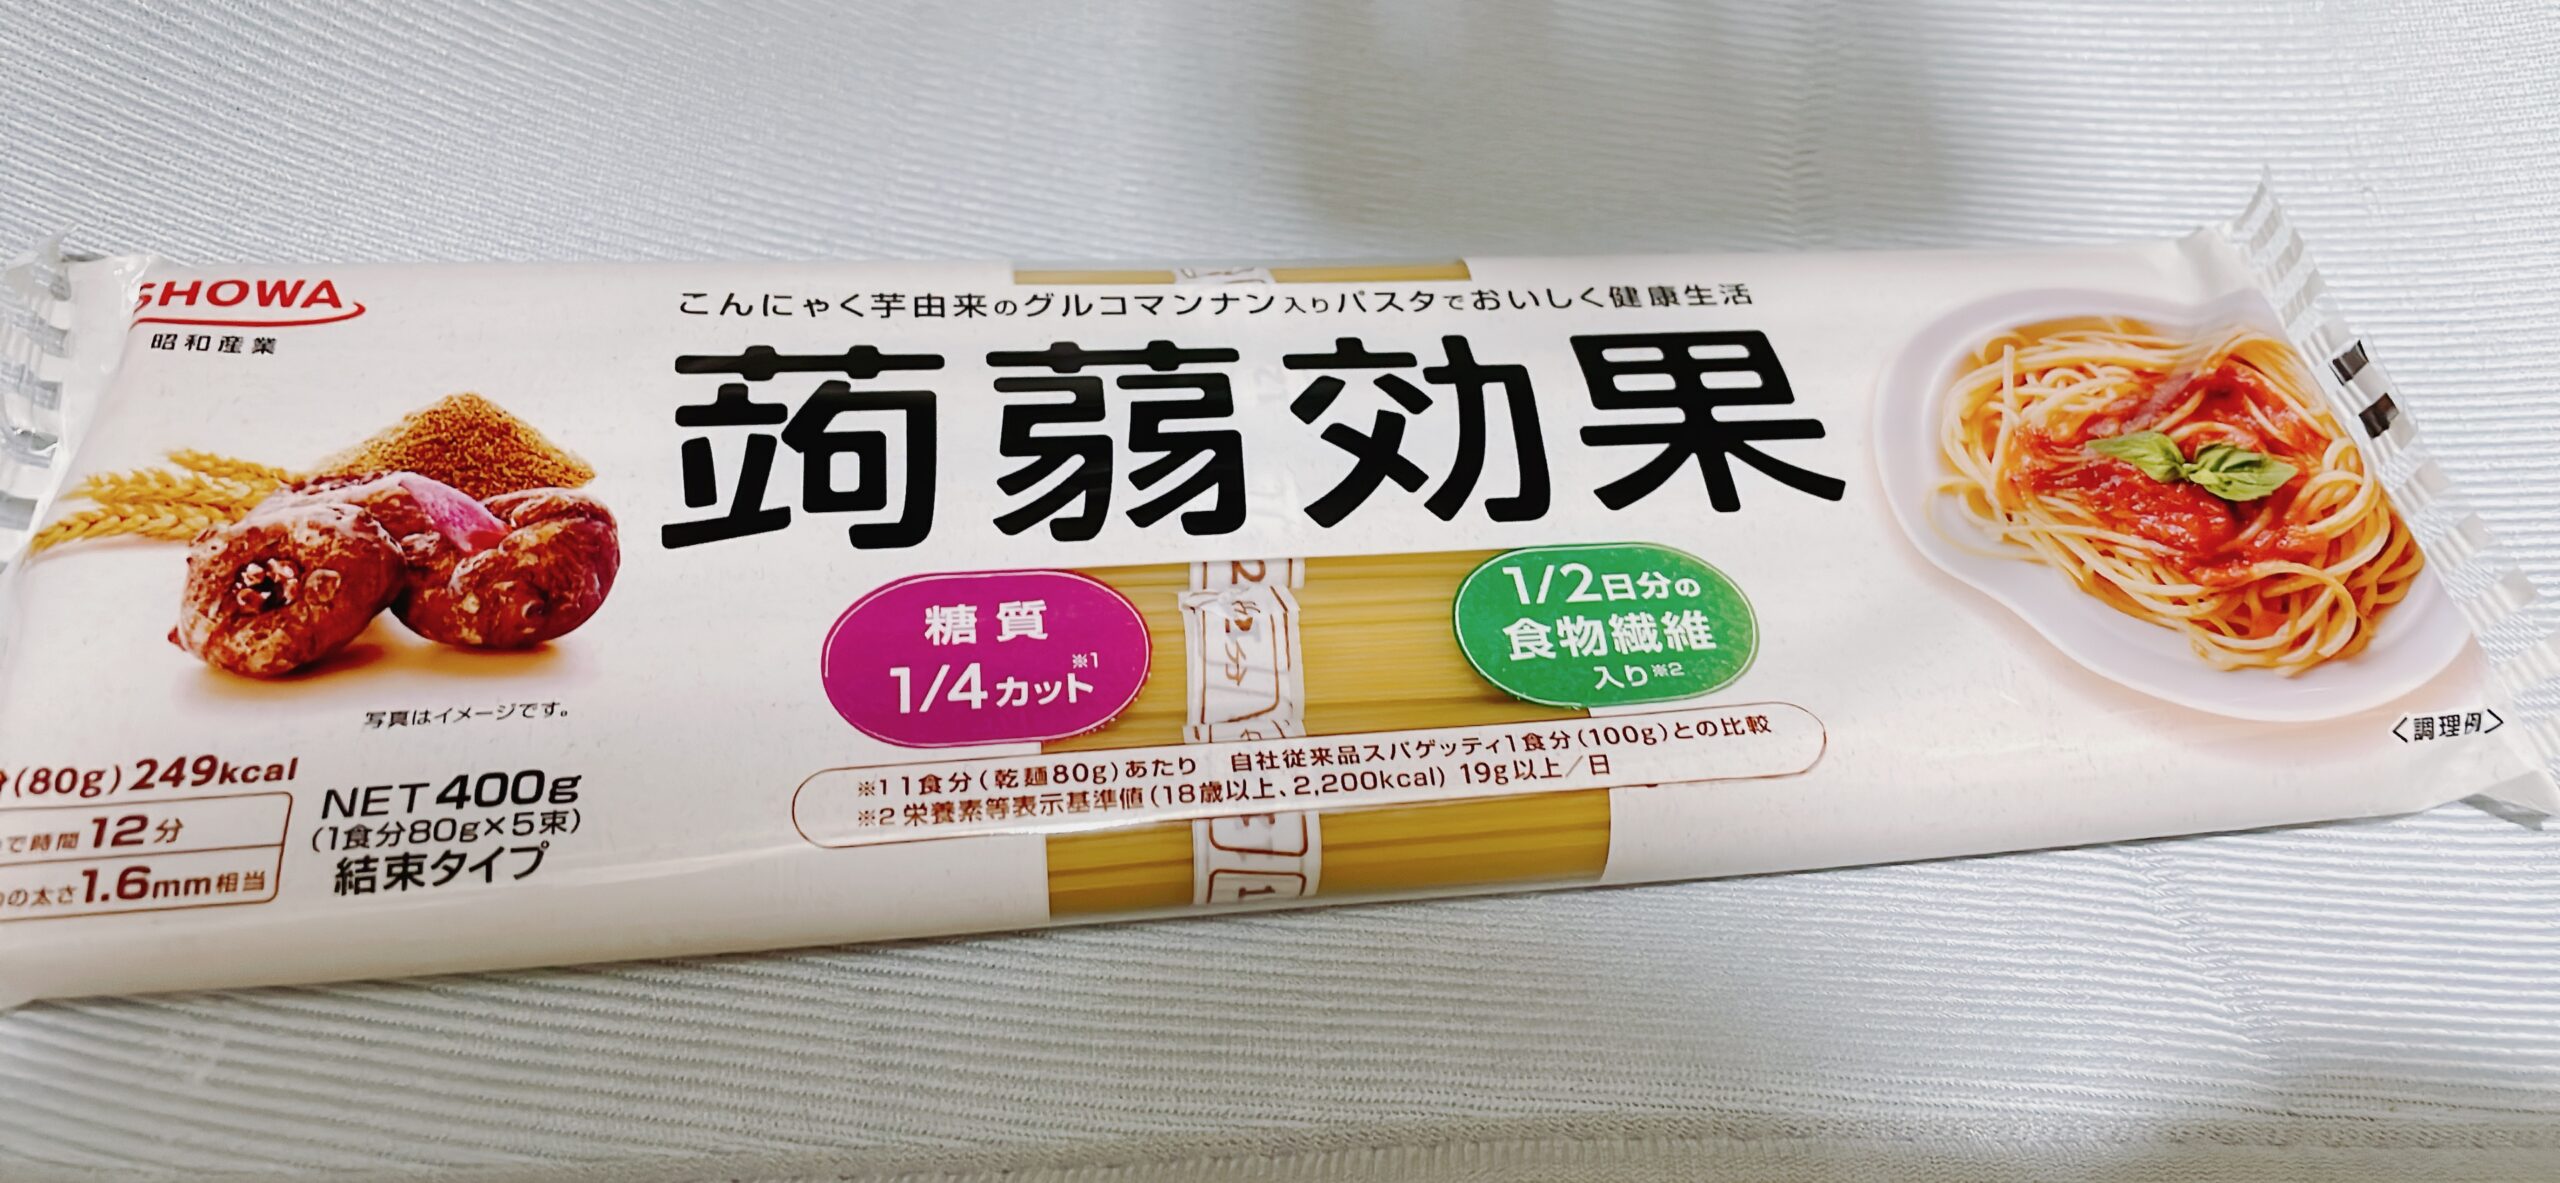 SHOWA
昭和産業
こんにゃく芋由来のグルコマンナン入りパスタでおいしく健康生活
蒟蒻効果
糖質
1/4カット※1
1/2日分の
食物繊維
入り※2
写真はイメージです。
<調理例>
※1 1食分(乾麺80g)あたり 自社従来品スパゲッティ1食分(100g)との比較
※2 栄養素等表示基準値(18歳以上、2,200kcal) 19g以上/日
(80g) 249kcal
で時間 12分
の太さ 1.6mm相当
NET 400g
(1食分80g×5束)
結束タイプ